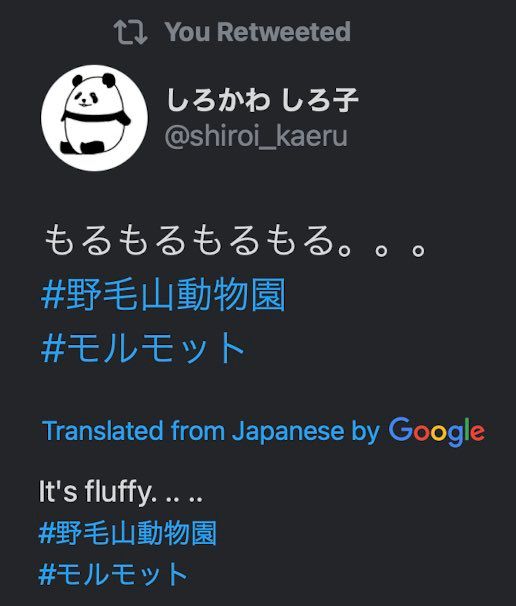 You Retweeted
しろかわ しろ子
@shiroi_kaeru
もるもるもるもる。。。
#野毛山動物園
#モルモット
Translated from Japanese by Google
It's fluffy. .. ..
#野毛山動物園
#モルモット